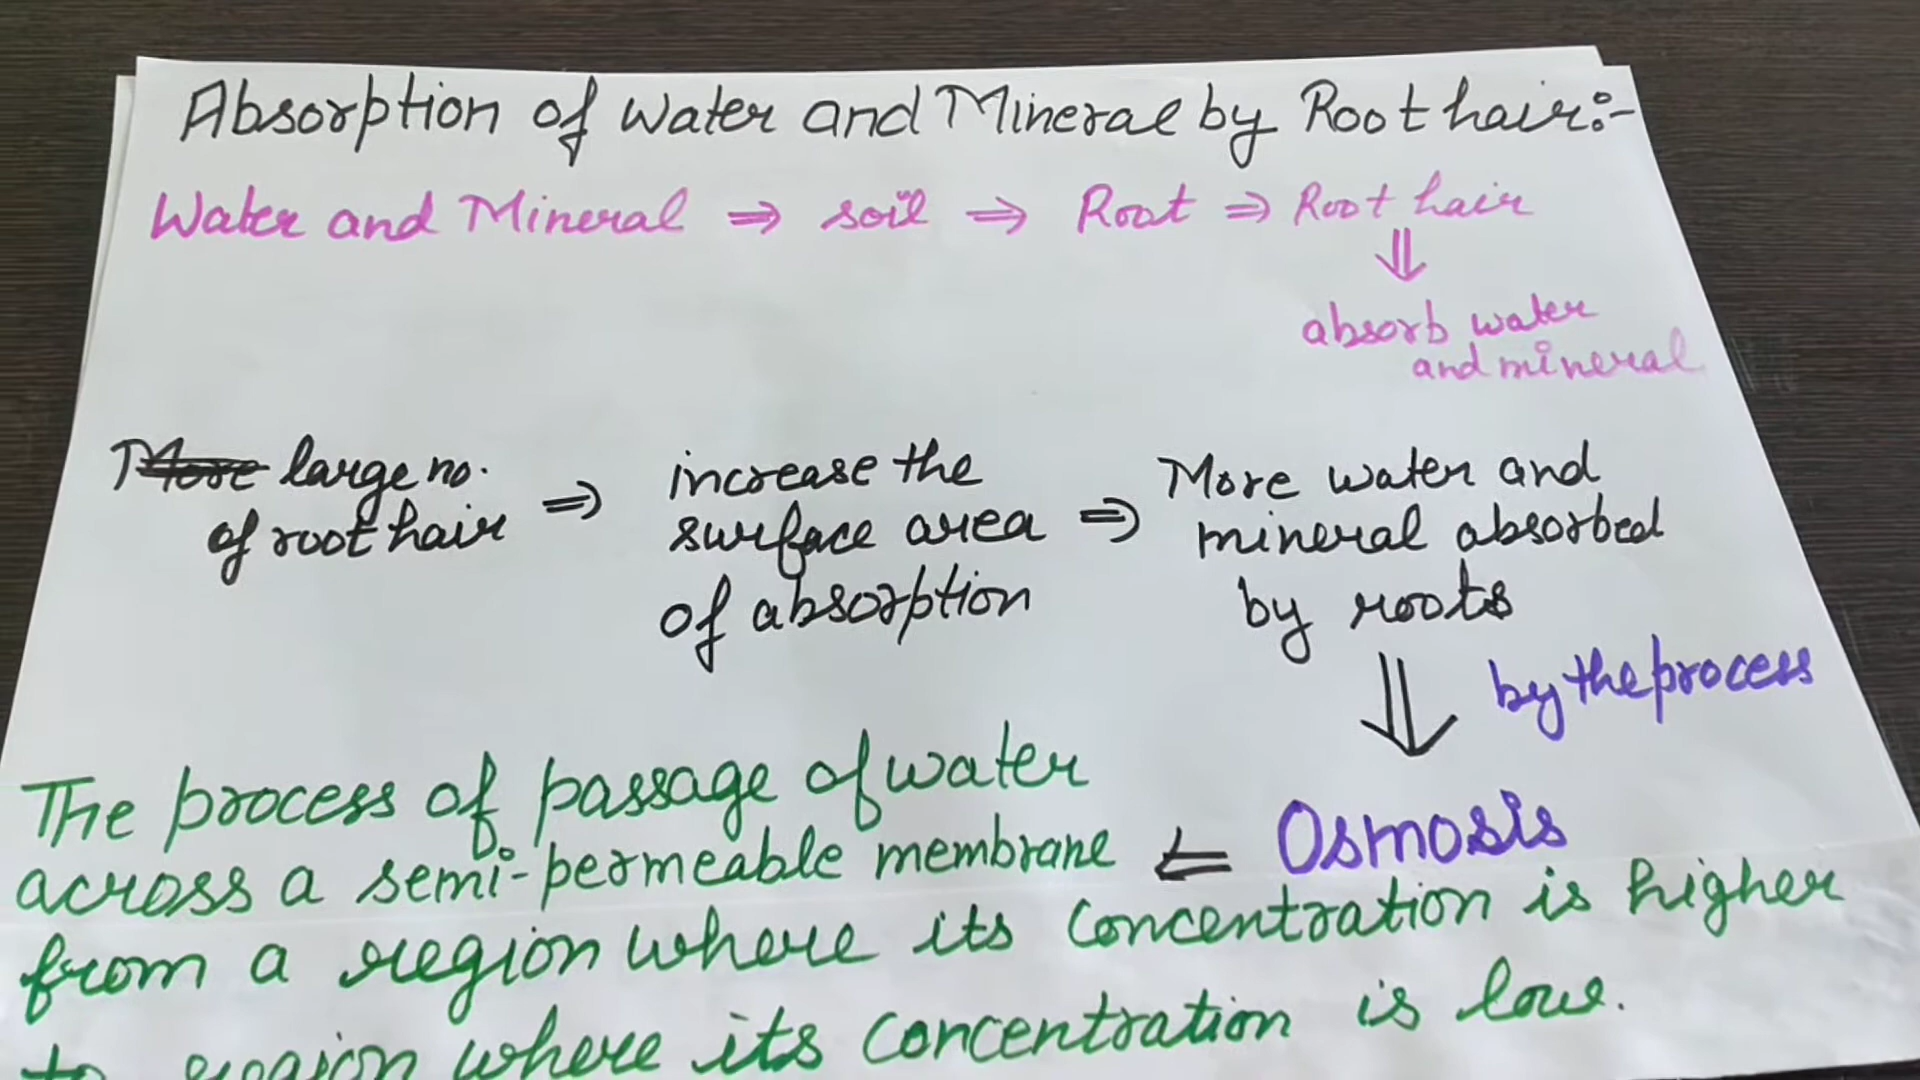 Absorption of Water and Mineral by Root hair:-
Water and Mineral ⇒ soil ⇒ Root ⇒ Root hair
⇓
absorb water
and mineral
More large no.
of root hair ⇒ increase the
surface area
of absorption ⇒ More water and
mineral absorbed
by roots
⇓ by the process
Osmosis ⇐
The process of passage of water
across a semi-permeable membrane
from a region where its concentration is higher
to region where its concentration is low.